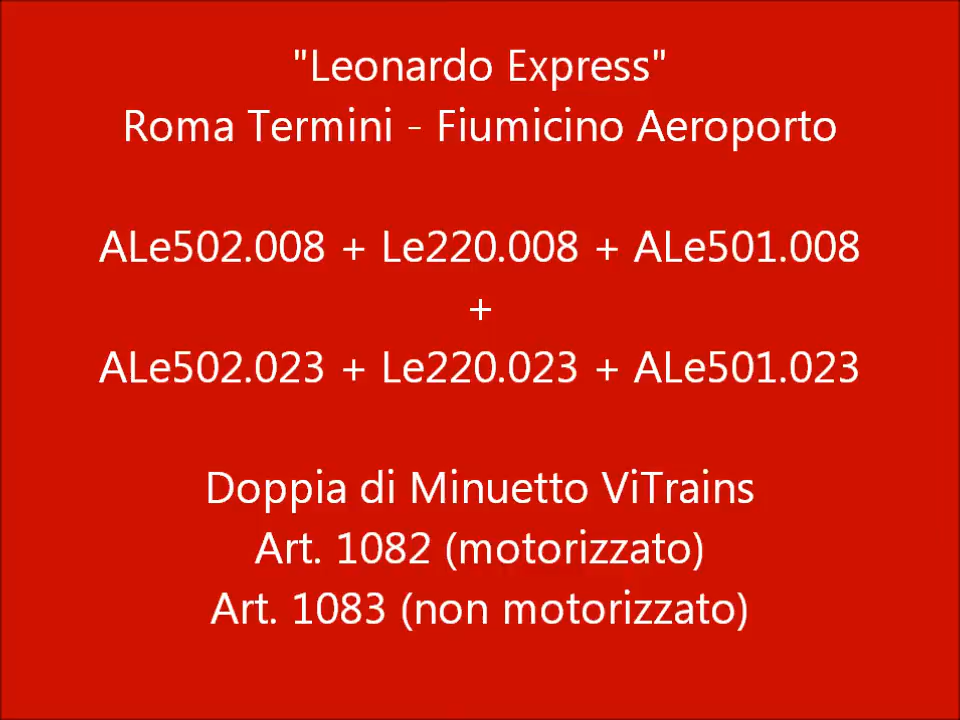 "Leonardo Express"
Roma Termini - Fiumicino Aeroporto
ALe502.008 + Le220.008 + ALe501.008
+
ALe502.023 + Le220.023 + ALe501.023
Doppia di Minuetto ViTrains
Art. 1082 (motorizzato)
Art. 1083 (non motorizzato)